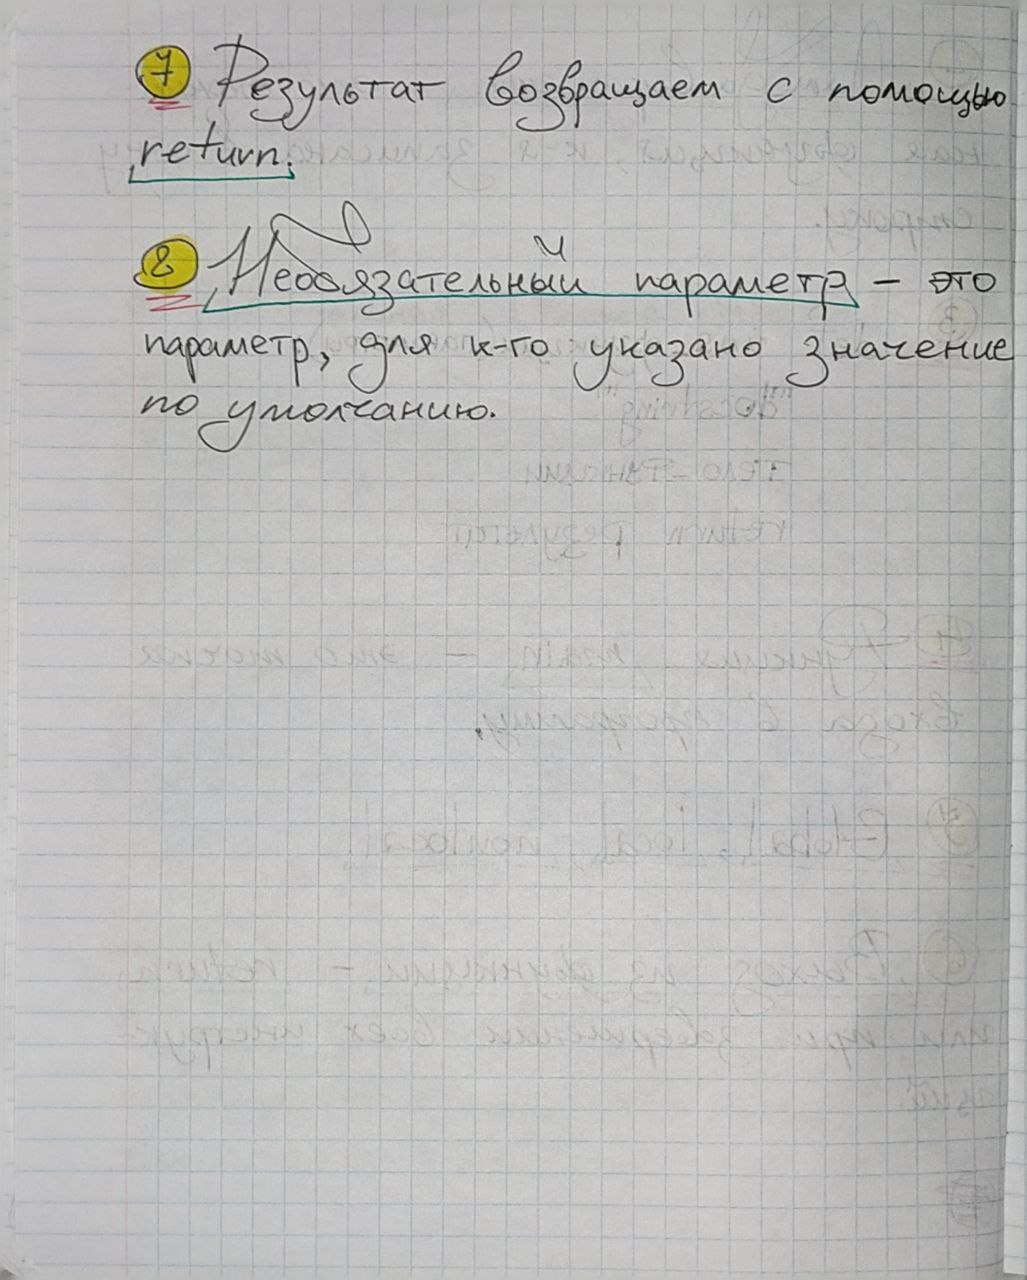 7 Результат возвращаем с помощью
return.
8 Необязательный параметр – это
параметр, для к-го указано значение
по умолчанию.